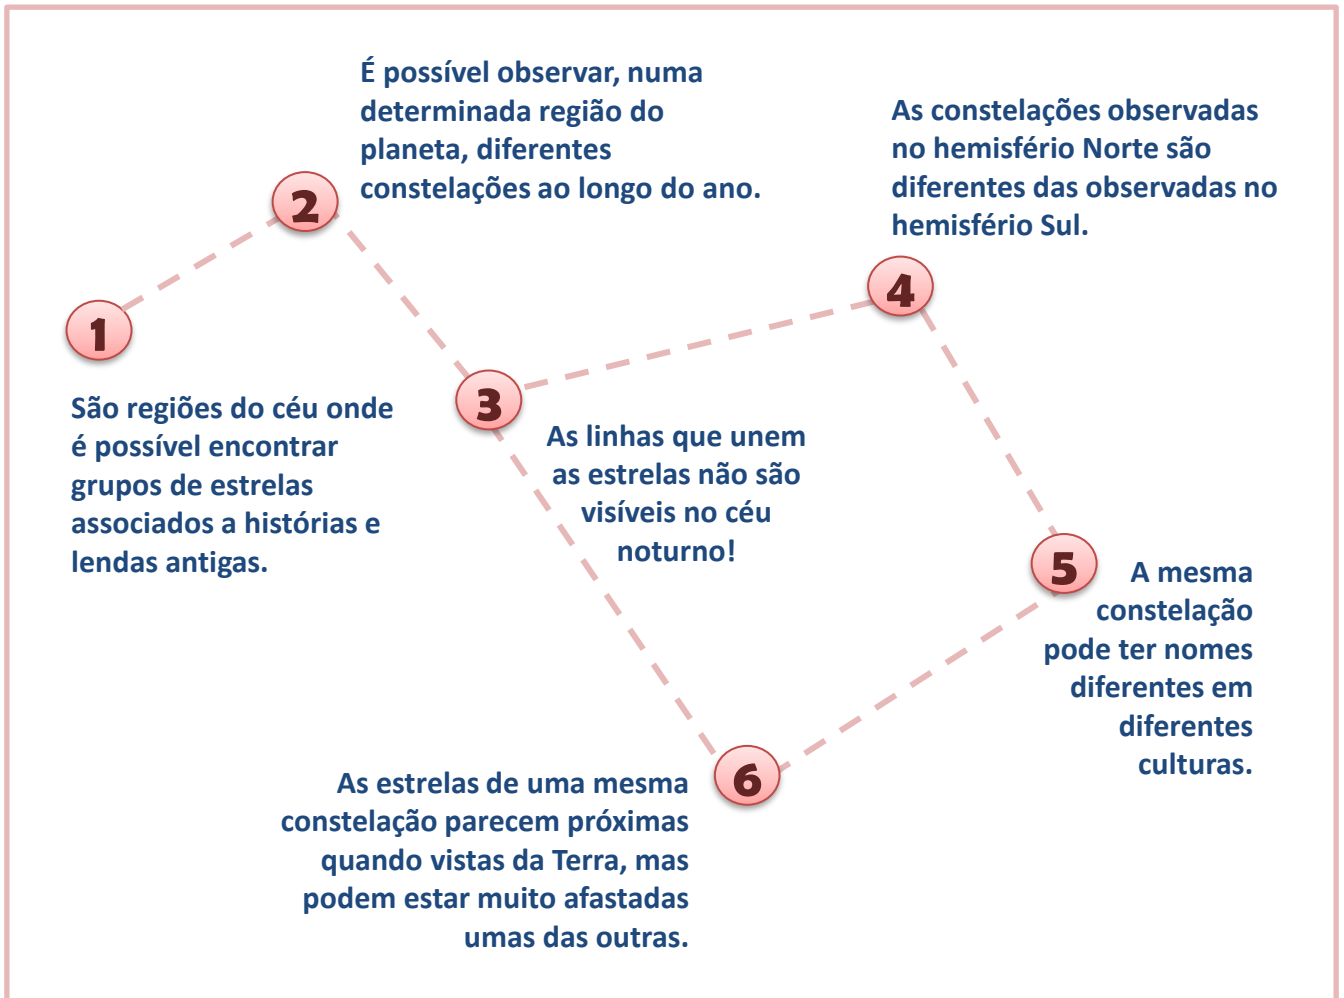 1
São regiões do céu onde
é possível encontrar
grupos de estrelas
associados a histórias e
lendas antigas.
2
É possível observar, numa
determinada região do
planeta, diferentes
constelações ao longo do ano.
3
As linhas que unem
as estrelas não são
visíveis no céu
noturno!
4
As constelações observadas
no hemisfério Norte são
diferentes das observadas no
hemisfério Sul.
5
A mesma
constelação
pode ter nomes
diferentes em
diferentes
culturas.
6
As estrelas de uma mesma
constelação parecem próximas
quando vistas da Terra, mas
podem estar muito afastadas
umas das outras.